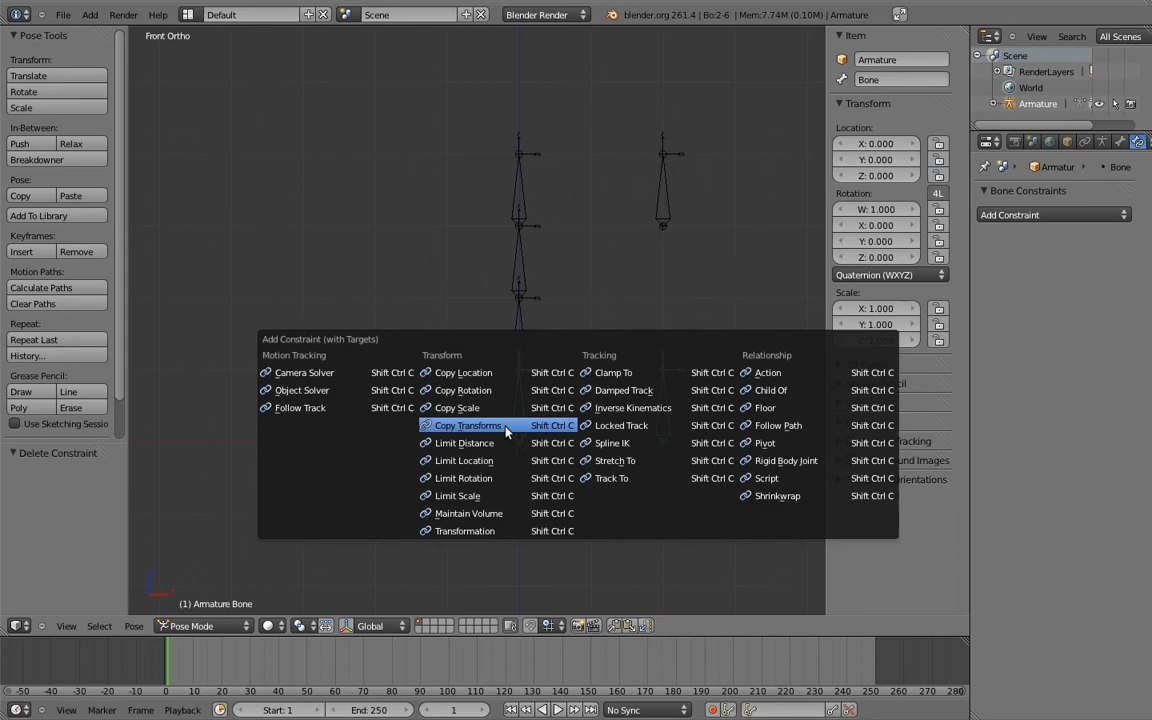 File Add Render Help Default Scene Blender Render blender.org 261.4 | Bo:2-6 | Mem:7.74M (0.10M) | Armature
View Search All Scenes
Scene
RenderLayers |
World
Armature
Armatur Bone
Bone Constraints
Add Constraint
Pose Tools
Transform:
Translate
Rotate
Scale
In-Between:
Push Relax
Breakdowner
Pose:
Copy Paste
Add To Library
Keyframes:
Insert Remove
Motion Paths:
Calculate Paths
Clear Paths
Repeat:
Repeat Last
History...
Grease Pencil:
Draw Line
Poly Erase
Use Sketching Sessio
Delete Constraint
Front Ortho
Item
Armature
Bone
Transform
Location:
X: 0.000
Y: 0.000
Z: 0.000
Rotation:
4L
W: 1.000
X: 0.000
Y: 0.000
Z: 0.000
Quaternion (WXYZ)
Scale:
X: 1.000
Y: 1.000
Add Constraint (with Targets)
Motion Tracking Transform Tracking Relationship
Camera Solver Shift Ctrl C Copy Location Shift Ctrl C Clamp To Shift Ctrl C Action Shift Ctrl C
Object Solver Shift Ctrl C Copy Rotation Shift Ctrl C Damped Track Shift Ctrl C Child Of Shift Ctrl C
Follow Track Shift Ctrl C Copy Scale Shift Ctrl C Inverse Kinematics Shift Ctrl C Floor Shift Ctrl C
Copy Transforms Shift Ctrl C Locked Track Shift Ctrl C Follow Path Shift Ctrl C
Limit Distance Shift Ctrl C Spline IK Shift Ctrl C Pivot Shift Ctrl C
Limit Location Shift Ctrl C Stretch To Shift Ctrl C Rigid Body Joint Shift Ctrl C
Limit Rotation Shift Ctrl C Track To Shift Ctrl C Script Shift Ctrl C
Limit Scale Shift Ctrl C Shrinkwrap Shift Ctrl C
Maintain Volume Shift Ctrl C
Transformation Shift Ctrl C
racking
und Images
Orientations
(1) Armature Bone
View Select Pose Pose Mode Global
-50 -40 -30 -20 -10 0 10 20 30 40 50 60 70 80 90 100 110 120 130 140 150 160 170 180 190 200 210 220 230 240 250 260 270 280
View Marker Frame Playback Start: 1 End: 250 1 No Sync